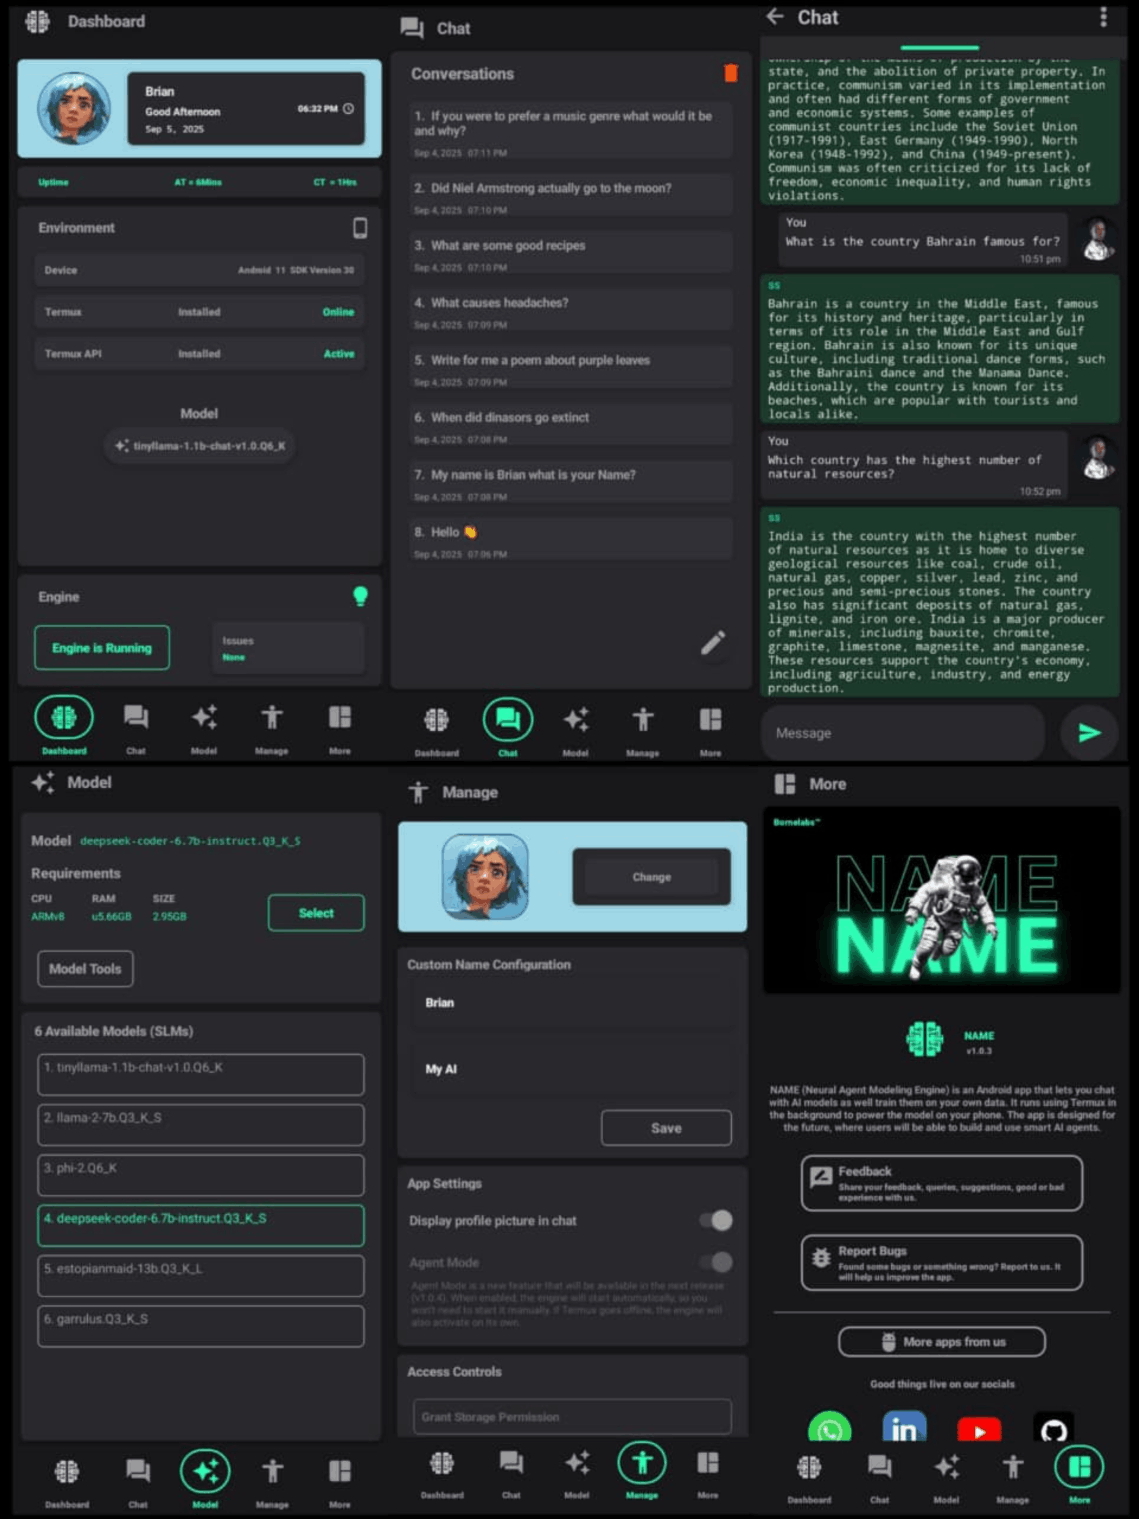 Dashboard
Brian
Good Afternoon
Sep 5, 2025
06:32 PM
Uptime
AT = 6Mins
CT = 1Hrs
Environment
Device
Android 11 SDK Version 30
Termux
Installed
Online
Termux API
Installed
Active
Model
tinyllama-1.1b-chat-v1.0.Q6_K
Engine
Engine is Running
Issues
None
Dashboard
Chat
Model
Manage
More
Chat
Conversations
1. If you were to prefer a music genre what would it be
and why?
Sep 4, 2025 07:11 PM
2. Did Niel Armstrong actually go to the moon?
Sep 4, 2025 07:10 PM
3. What are some good recipes
Sep 4, 2025 07:10 PM
4. What causes headaches?
Sep 4, 2025 07:09 PM
5. Write for me a poem about purple leaves
Sep 4, 2025 07:09 PM
6. When did dinasors go extinct
Sep 4, 2025 07:08 PM
7. My name is Brian what is your Name?
Sep 4, 2025 07:08 PM
8. Hello 👏
Sep 4, 2025 07:06 PM
Dashboard
Chat
Model
Manage
More
Chat
ownership of the means of production by the
state, and the abolition of private property. In
practice, communism varied in its implementation
and often had different forms of government
and economic systems. Some examples of
communist countries include the Soviet Union
(1917-1991), East Germany (1949-1990), North
Korea (1948-1992), and China (1949-present).
Communism was often criticized for its lack of
freedom, economic inequality, and human rights
violations.
You
What is the country Bahrain famous for?
10:51 pm
SS
Bahrain is a country in the Middle East, famous
for its history and heritage, particularly in
terms of its role in the Middle East and Gulf
region. Bahrain is also known for its unique
culture, including traditional dance forms, such
as the Bahraini dance and the Manama Dance.
Additionally, the country is known for its
beaches, which are popular with tourists and
locals alike.
You
Which country has the highest number of
natural resources?
10:52 pm
SS
India is the country with the highest number
of natural resources as it is home to diverse
geological resources like coal, crude oil,
natural gas, copper, silver, lead, zinc, and
precious and semi-precious stones. The country
also has significant deposits of natural gas,
lignite, and iron ore. India is a major producer
of minerals, including bauxite, chromite,
graphite, limestone, magnesite, and manganese.
These resources support the country's economy,
including agriculture, industry, and energy
production.
Message
Model
Model deepseek-coder-6.7b-instruct.Q3_K_S
Requirements
CPU
RAM
SIZE
ARMv8
u5.66GB
2.95GB
Select
Model Tools
6 Available Models (SLMs)
1. tinyllama-1.1b-chat-v1.0.Q6_K
2. llama-2-7b.Q3_K_S
3. phi-2.Q6_K
4. deepseek-coder-6.7b-instruct.Q3_K_S
5. estopianmaid-13b.Q3_K_L
6. garrulus.Q3_K_S
Dashboard
Chat
Model
Manage
More
Manage
Change
Custom Name Configuration
Brian
My AI
Save
App Settings
Display profile picture in chat
Agent Mode
Agent Mode is a new feature that will be available in the next release
(v1.0.4). When enabled, the engine will start automatically, so you
won't need to start it manually. If Termux goes offline, the engine will
also activate on its own.
Access Controls
Grant Storage Permission
Dashboard
Chat
Model
Manage
More
More
Bornelabs™
NAME
NAME
NAME
v1.0.3
NAME (Neural Agent Modeling Engine) is an Android app that lets you chat
with AI models as well train them on your own data. It runs using Termux in
the background to power the model on your phone. The app is designed for
the future, where users will be able to build and use smart AI agents.
Feedback
Share your feedback, queries, suggestions, good or bad
experience with us.
Report Bugs
Found some bugs or something wrong? Report to us. It
will help us improve the app.
More apps from us
Good things live on our socials
in
Dashboard
Chat
Model
Manage
More